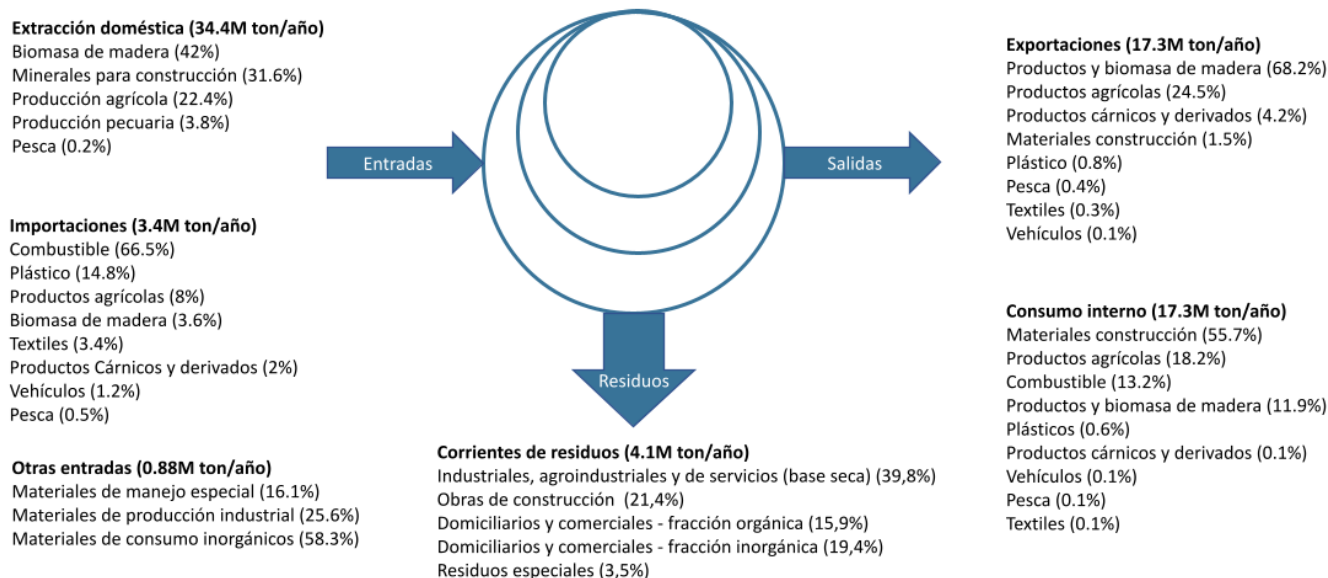 Extracción doméstica (34.4M ton/año)
Biomasa de madera (42%)
Minerales para construcción (31.6%)
Producción agrícola (22.4%)
Producción pecuaria (3.8%)
Pesca (0.2%)
Importaciones (3.4M ton/año)
Combustible (66.5%)
Plástico (14.8%)
Productos agrícolas (8%)
Biomasa de madera (3.6%)
Textiles (3.4%)
Productos Cárnicos y derivados (2%)
Vehículos (1.2%)
Pesca (0.5%)
Otras entradas (0.88M ton/año)
Materiales de manejo especial (16.1%)
Materiales de producción industrial (25.6%)
Materiales de consumo inorgánicos (58.3%)
Entradas
Salidas
Residuos
Corrientes de residuos (4.1M ton/año)
Industriales, agroindustriales y de servicios (base seca) (39,8%)
Obras de construcción (21,4%)
Domiciliarios y comerciales - fracción orgánica (15,9%)
Domiciliarios y comerciales - fracción inorgánica (19,4%)
Residuos especiales (3,5%)
Exportaciones (17.3M ton/año)
Productos y biomasa de madera (68.2%)
Productos agrícolas (24.5%)
Productos cárnicos y derivados (4.2%)
Materiales construcción (1.5%)
Plástico (0.8%)
Pesca (0.4%)
Textiles (0.3%)
Vehículos (0.1%)
Consumo interno (17.3M ton/año)
Materiales construcción (55.7%)
Productos agrícolas (18.2%)
Combustible (13.2%)
Productos y biomasa de madera (11.9%)
Plásticos (0.6%)
Productos cárnicos y derivados (0.1%)
Vehículos (0.1%)
Pesca (0.1%)
Textiles (0.1%)